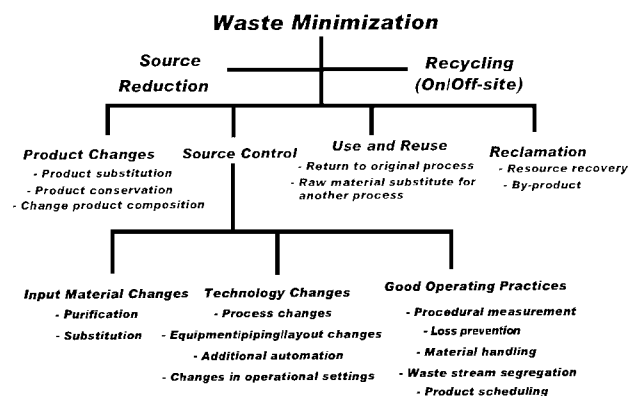 Waste Minimization
Source
Reduction
Recycling
(On/Off-site)
Product Changes
- Product substitution
- Product conservation
- Change product composition
Source Control
Use and Reuse
- Return to original process
- Raw material substitute for
another process
Reclamation
- Resource recovery
- By-product
Input Material Changes
- Purification
- Substitution
Technology Changes
- Process changes
- Equipment/piping/layout changes
- Additional automation
- Changes in operational settings
Good Operating Practices
- Procedural measurement
- Loss prevention
- Material handling
- Waste stream segregation
- Product scheduling